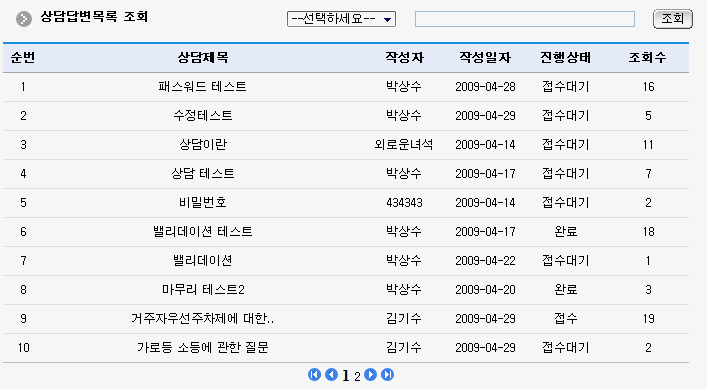 상담답변목록 조회 --선택하세요-- 조회
순번 상담제목 작성자 작성일자 진행상태 조회수
1 패스워드 테스트 박상수 2009-04-28 접수대기 16
2 수정테스트 박상수 2009-04-29 접수대기 5
3 상담이란 외로운녀석 2009-04-14 접수대기 11
4 상담 테스트 박상수 2009-04-17 접수대기 7
5 비밀번호 434343 2009-04-14 접수대기 2
6 밸리데이션 테스트 박상수 2009-04-17 완료 18
7 밸리데이션 박상수 2009-04-22 접수대기 1
8 마무리 테스트2 박상수 2009-04-20 완료 3
9 거주자우선주차제에 대한.. 김기수 2009-04-29 접수 19
10 가로등 소등에 관한 질문 김기수 2009-04-29 접수대기 2
1 2